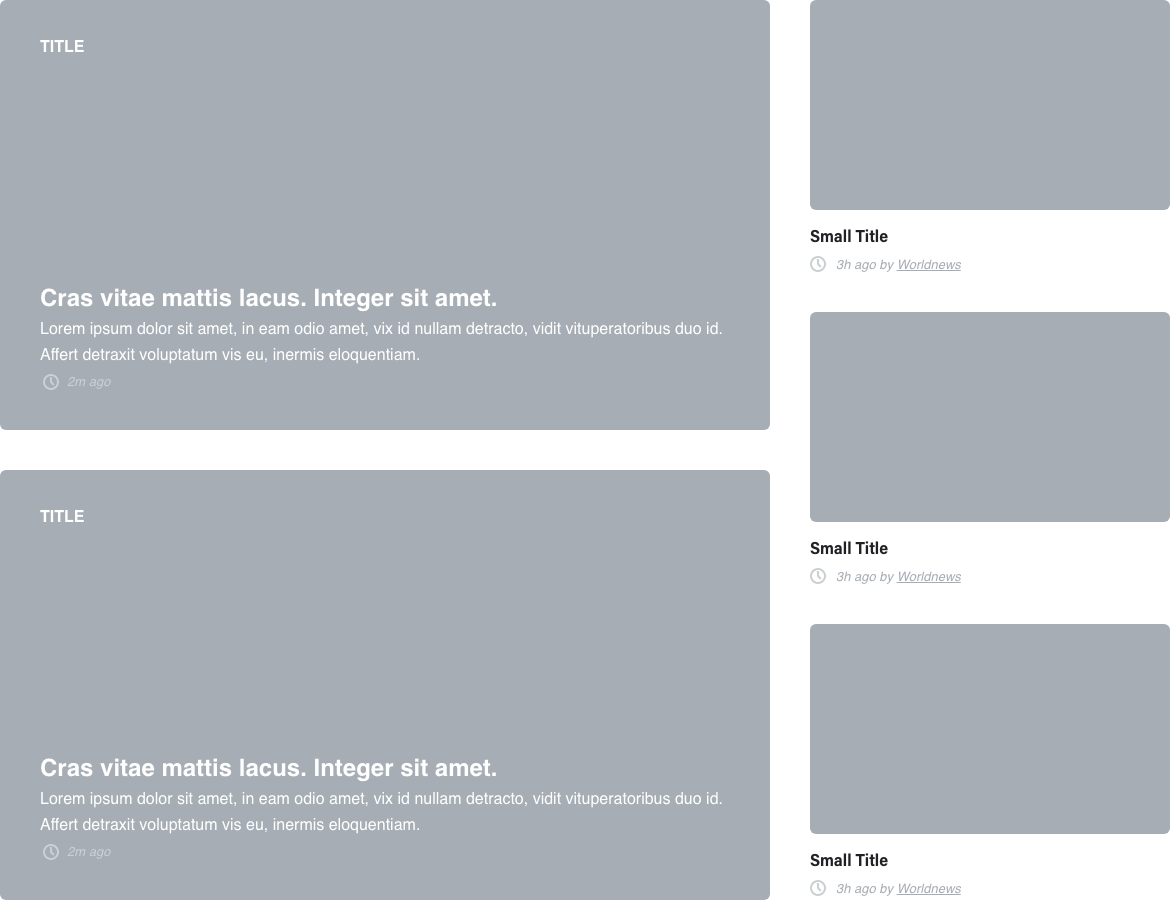 TITLE
Cras vitae mattis lacus. Integer sit amet.
Lorem ipsum dolor sit amet, in eam odio amet, vix id nullam detracto, vidit vituperatoribus duo id.
Affert detraxit voluptatum vis eu, inermis eloquentiam.
2m ago
TITLE
Cras vitae mattis lacus. Integer sit amet.
Lorem ipsum dolor sit amet, in eam odio amet, vix id nullam detracto, vidit vituperatoribus duo id.
Affert detraxit voluptatum vis eu, inermis eloquentiam.
2m ago
Small Title
3h ago by Worldnews
Small Title
3h ago by Worldnews
Small Title
3h ago by Worldnews